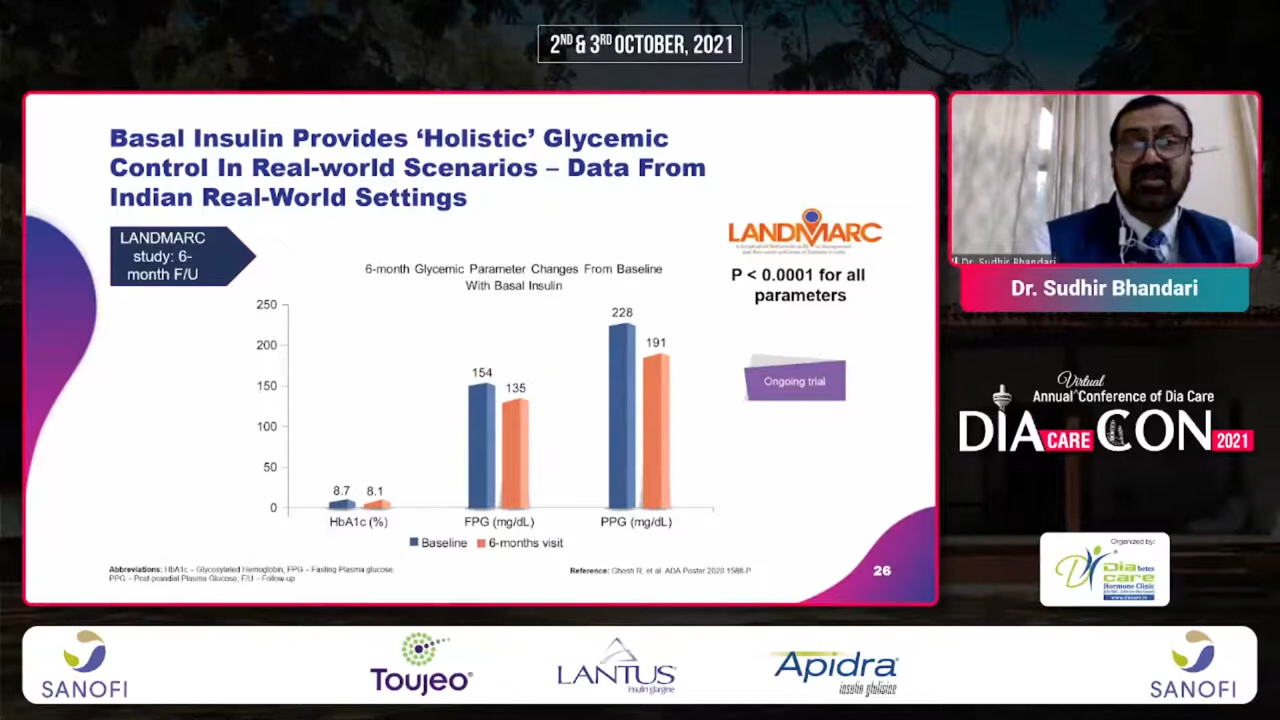 2ND & 3RD OCTOBER, 2021
Basal Insulin Provides ‘Holistic’ Glycemic
Control In Real-world Scenarios – Data From
Indian Real-World Settings
LANDMARC
study: 6-
month F/U
LANDMARC
P < 0.0001 for all
parameters
Ongoing trial
6-month Glycemic Parameter Changes From Baseline
With Basal Insulin
250
200
150
100
50
0
8.7
8.1
154
135
228
191
HbA1c (%)
FPG (mg/dL)
PPG (mg/dL)
Baseline
6-months visit
Abbreviations: HbA1c – Glycosylated Hemoglobin, FPG – Fasting Plasma glucose,
PPG – Post-prandial Plasma Glucose, F/U – Follow-up
Reference: Ghosh R, et al. ADA Poster 2020 1588-P
26
Dr. Sudhir Bhandari
Dr. Sudhir Bhandari
Virtual
Annual ^ Conference of Dia Care
DIA CARE CON 2021
Organized by:
Diabetes
care
Hormone Clinic
SANOFI
Toujeo
LANTUS
insulin glargine
Apidra
insulin glulisine
SANOFI